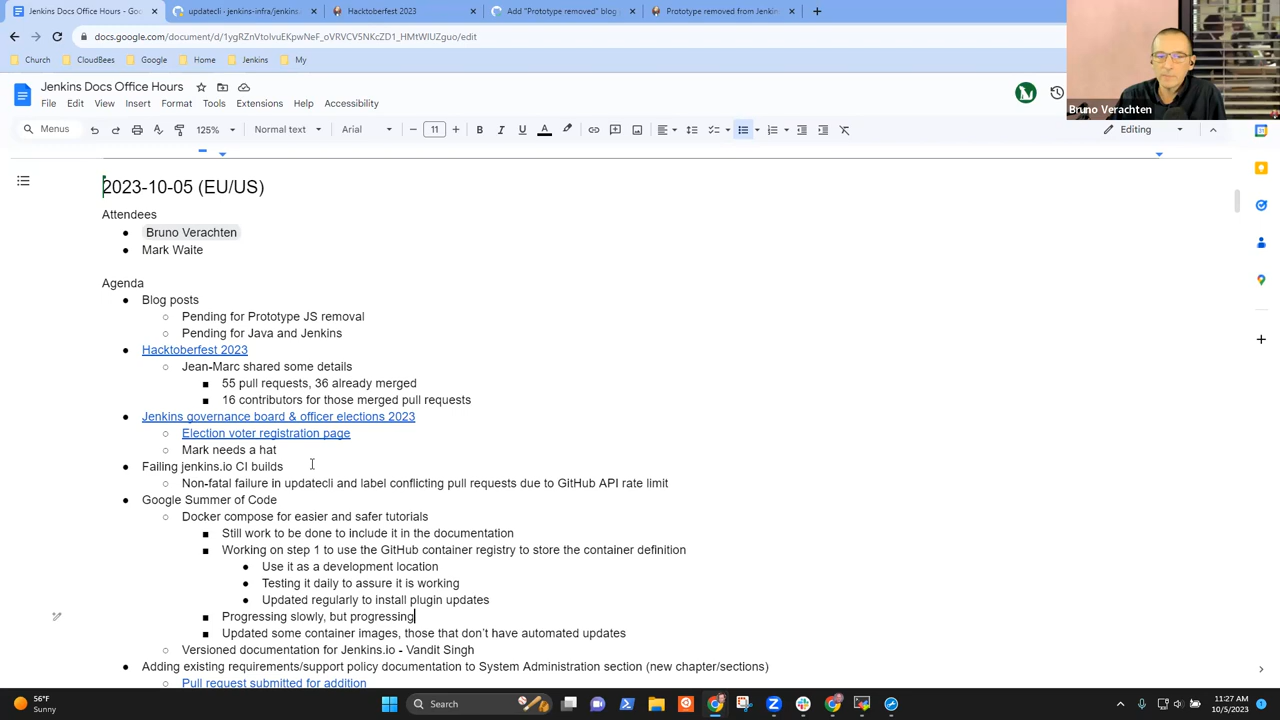 Jenkins docs office hours - J
updatecli - jenkins-infra/jenkins.
Hacktoberfest 2023
Add "Prototype removed" blog
Prototype removed from Jenkin
docs.google.com/document/d/1ygRZnVtoIvuEKpwNeF_oVRVCV5NKcZD1_HMtWIUZguo/edit
Church
CloudBees
Google
Home
Jenkins
My
Jenkins Docs Office Hours
File Edit View Insert Format Tools Extensions Accessibility
Menus
125%
Normal text
Arial
11
Editing
Bruno Verachten
2023-10-05 (EU/US)
Attendees
● Bruno Verachten
● Mark Waite
Agenda
● Blog posts
○ Pending for Prototype JS removal
○ Pending for Java and Jenkins
● Hacktoberfest 2023
○ Jean-Marc shared some details
■ 55 pull requests, 36 already merged
■ 16 contributors for those merged pull requests
● Jenkins governance board & officer elections 2023
○ Election voter registration page
○ Mark needs a hat
● Failing jenkins.io CI builds
○ Non-fatal failure in updatecli and label conflicting pull requests due to GitHub API rate limit
● Google Summer of Code
○ Docker compose for easier and safer tutorials
■ Still work to be done to include it in the documentation
■ Working on step 1 to use the GitHub container registry to store the container definition
● Use it as a development location
● Testing it daily to assure it is working
● Updated regularly to install plugin updates
■ Progressing slowly, but progressing
■ Updated some container images, those that don't have automated updates
○ Versioned documentation for Jenkins.io - Vandit Singh
● Adding existing requirements/support policy documentation to System Administration section (new chapter/sections)
○ Pull request submitted for addition
56°F
Sunny
Search
11:27 AM
10/5/2023